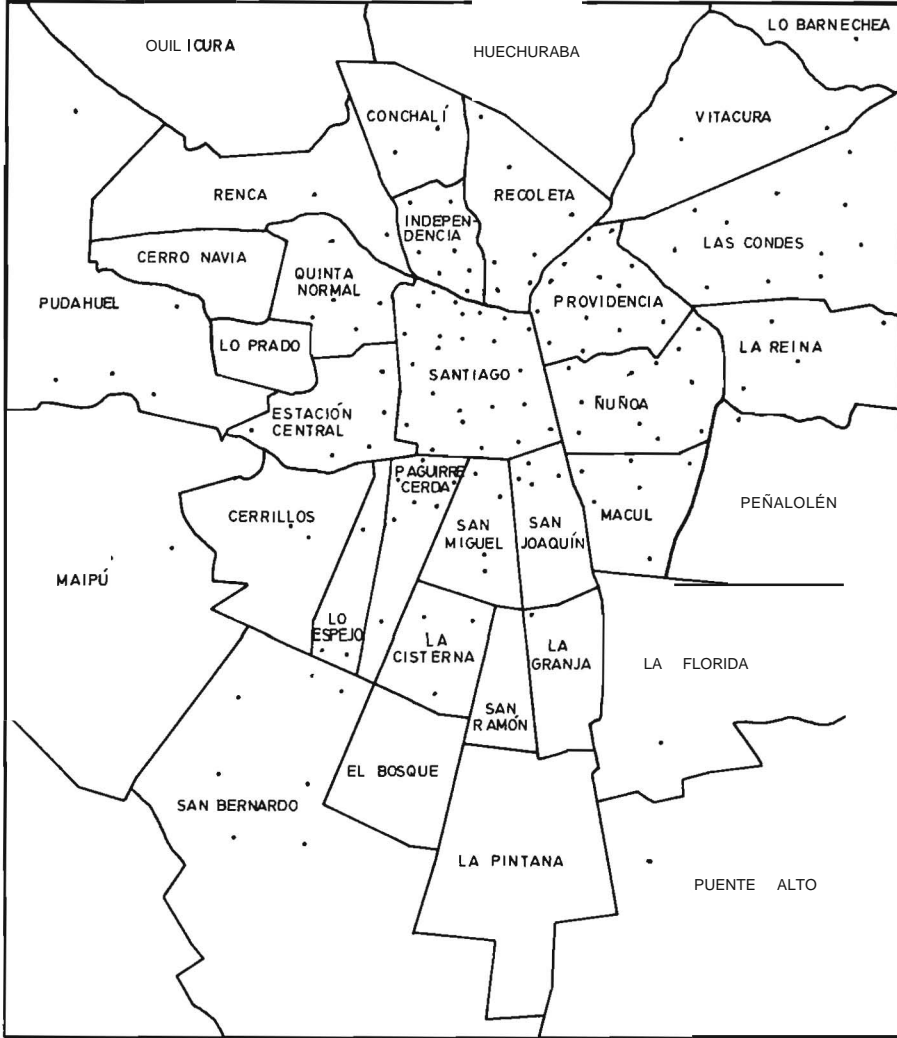 LO BARNECHEA
OUIL ICURA
HUECHURABA
CONCHALÍ
VITACURA
RENCA
RECOLETA
INDEPEN-
DENCIA
LAS CONDES
CERRO NAVIA
QUINTA
NORMAL
PROVIDENCIA
PUDAHUEL
LO PRADO
LA REINA
SANTIAGO
ÑUÑOA
ESTACIÓN
CENTRAL
P AGUIRRE
CERDA
PEÑALOLÉN
CERRILLOS
SAN
MIGUEL
SAN
JOAQUÍN
MACUL
MAIPÚ
LO
ESPEJO
LA
CISTERNA
LA
GRANJA
LA FLORIDA
SAN
RAMÓN
EL BOSQUE
SAN BERNARDO
LA PINTANA
PUENTE ALTO